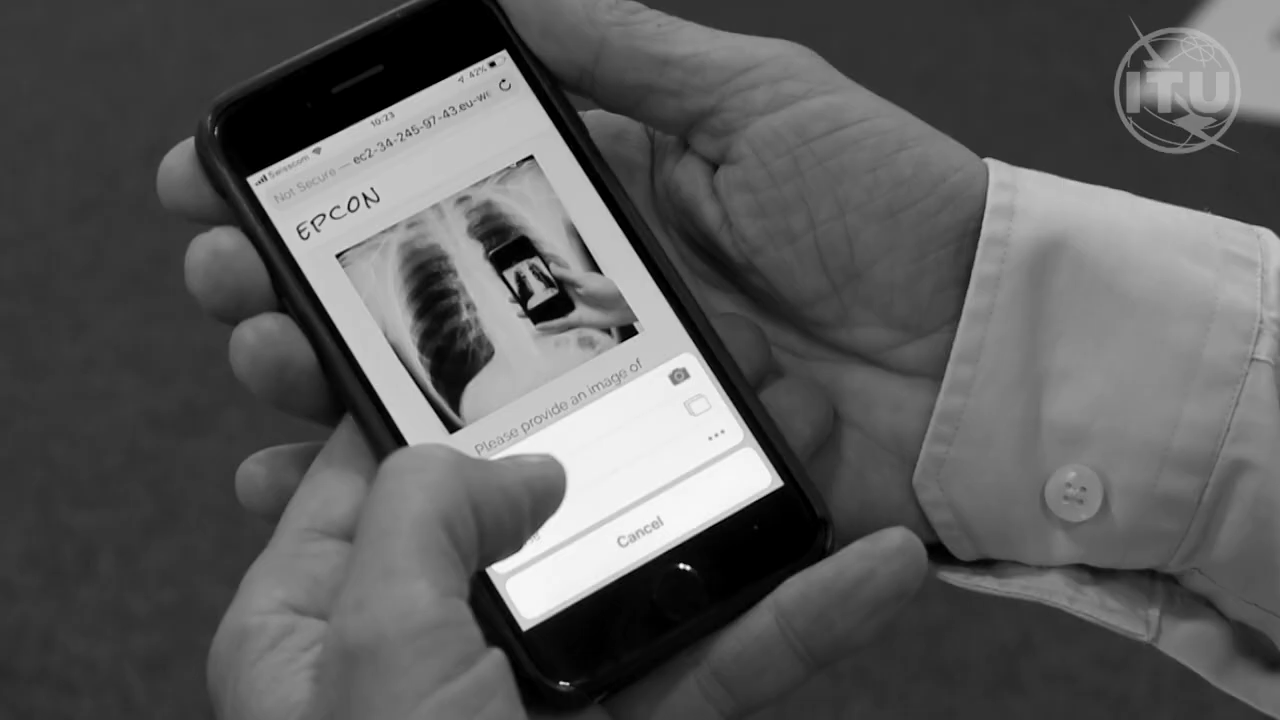 ITU
Swisscom 10:23 42%
Not Secure — ec2-34-245-97-43.eu-we
EPCON
Please provide an image of
Cancel